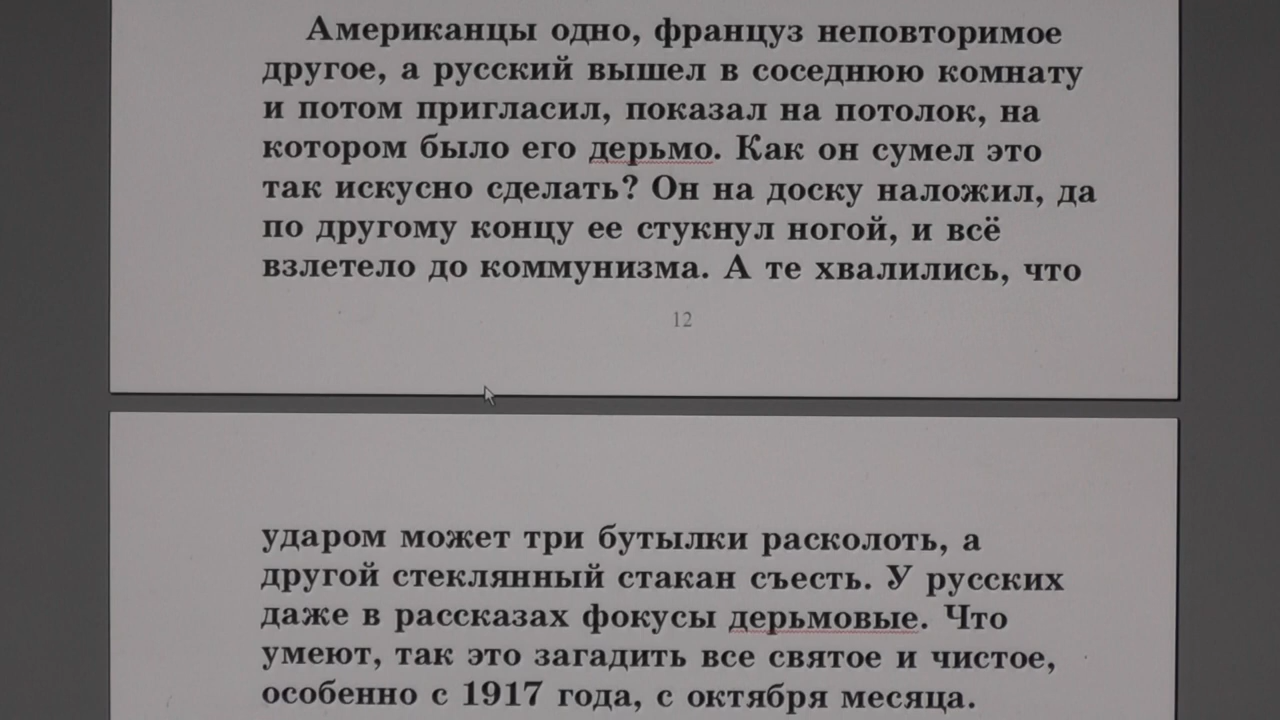 Американцы одно, француз неповторимое
другое, а русский вышел в соседнюю комнату
и потом пригласил, показал на потолок, на
котором было его дерьмо. Как он сумел это
так искусно сделать? Он на доску наложил, да
по другому концу ее стукнул ногой, и всё
взлетело до коммунизма. А те хвалились, что
12
ударом может три бутылки расколоть, а
другой стеклянный стакан съесть. У русских
даже в рассказах фокусы дерьмовые. Что
умеют, так это загадить все святое и чистое,
особенно с 1917 года, с октября месяца.